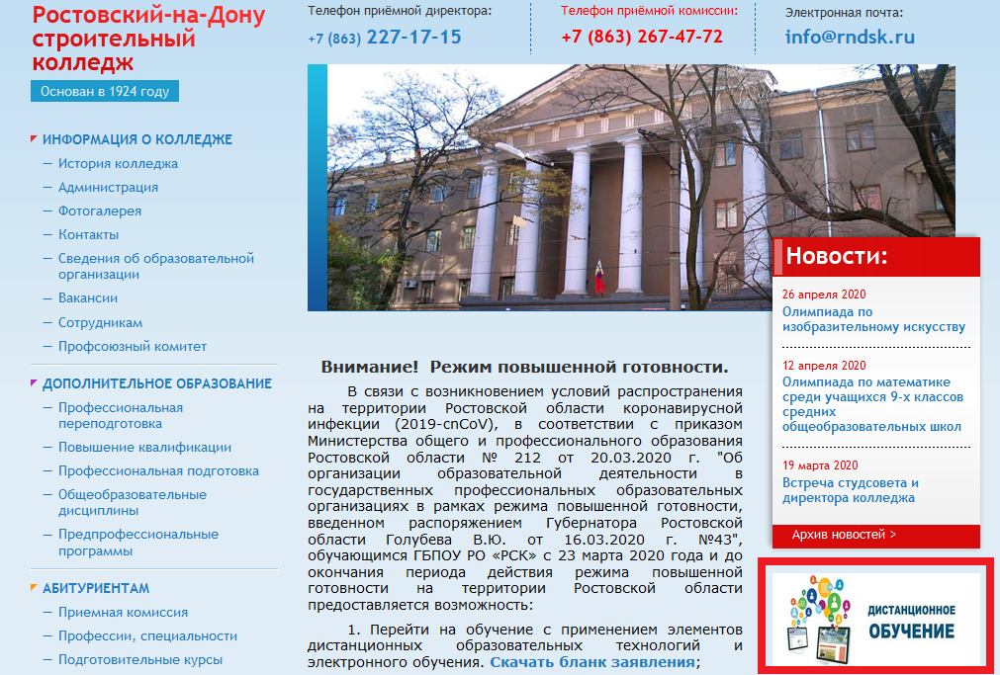 Ростовский-на-Дону
строительный
колледж
Основан в 1924 году
Телефон приёмной директора:
+7 (863) 227-17-15
Телефон приёмной комиссии:
+7 (863) 267-47-72
Электронная почта:
info@rndsk.ru
ИНФОРМАЦИЯ О КОЛЛЕДЖЕ
— История колледжа
— Администрация
— Фотогалерея
— Контакты
— Сведения об образовательной
организации
— Вакансии
— Сотрудникам
— Профсоюзный комитет
ДОПОЛНИТЕЛЬНОЕ ОБРАЗОВАНИЕ
— Профессиональная
переподготовка
— Повышение квалификации
— Профессиональная подготовка
— Общеобразовательные
дисциплины
— Предпрофессиональные
программы
АБИТУРИЕНТАМ
— Приемная комиссия
— Профессии, специальности
— Подготовительные курсы
Внимание! Режим повышенной готовности.
В связи с возникновением условий распространения
на территории Ростовской области коронавирусной
инфекции (2019-cnCoV), в соответствии с приказом
Министерства общего и профессионального образования
Ростовской области № 212 от 20.03.2020 г. "Об
организации образовательной деятельности в
государственных профессиональных образовательных
организациях в рамках режима повышенной готовности,
введенном распоряжением Губернатора Ростовской
области Голубева В.Ю. от 16.03.2020 г. №43",
обучающимся ГБПОУ РО «РСК» с 23 марта 2020 года и до
окончания периода действия режима повышенной
готовности на территории Ростовской области
предоставляется возможность:
1. Перейти на обучение с применением элементов
дистанционных образовательных технологий и
электронного обучения. Скачать бланк заявления;
Новости:
26 апреля 2020
Олимпиада по
изобразительному искусству
12 апреля 2020
Олимпиада по математике
среди учащихся 9-х классов
средних
общеобразовательных школ
19 марта 2020
Встреча студсовета и
директора колледжа
Архив новостей >
ДИСТАНЦИОННОЕ
ОБУЧЕНИЕ